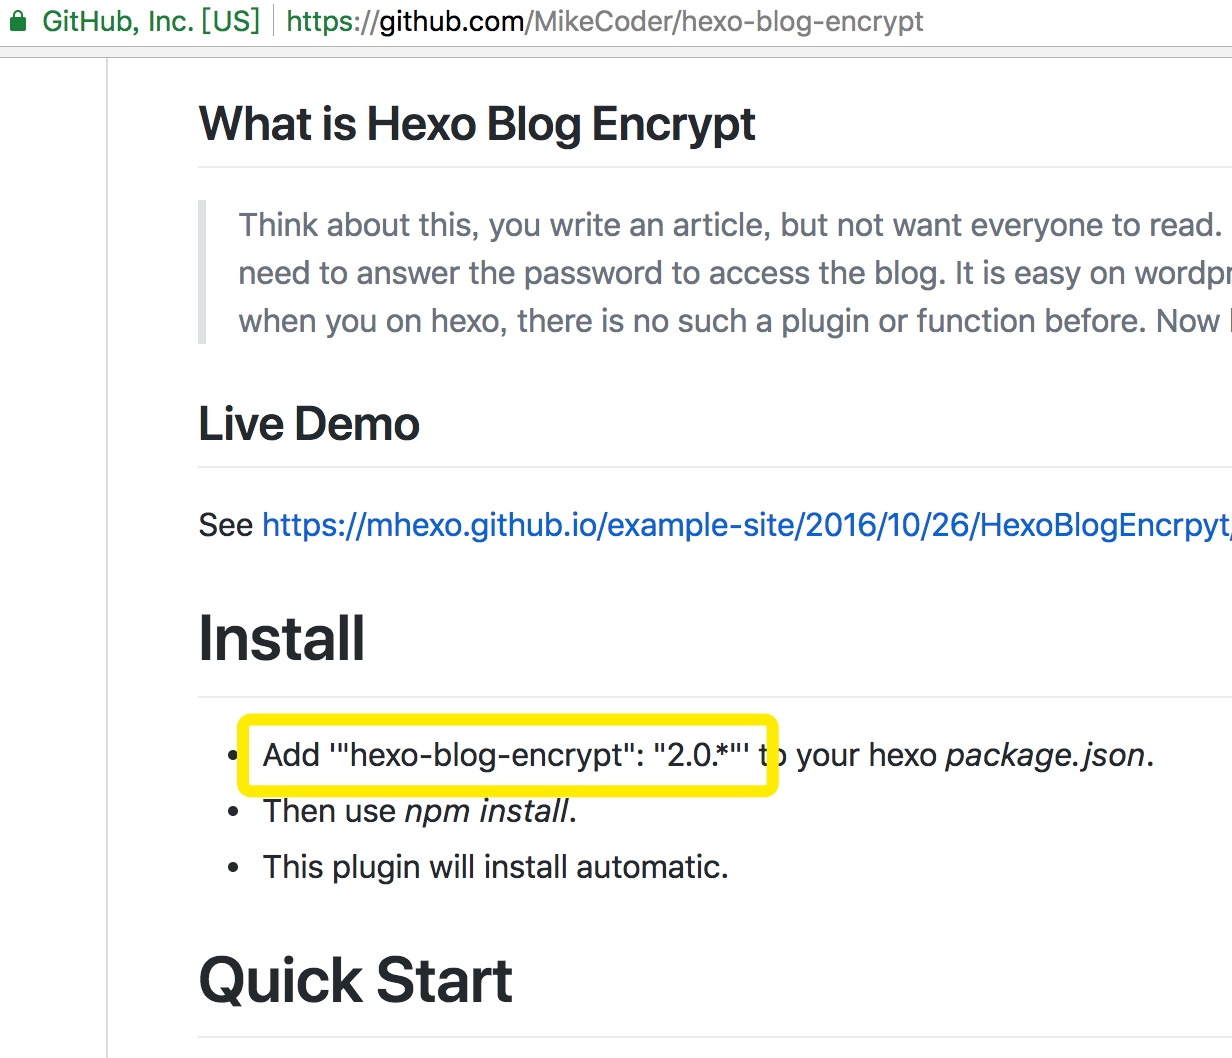 GitHub, Inc. [US] https://github.com/MikeCoder/hexo-blog-encrypt
What is Hexo Blog Encrypt
Think about this, you write an article, but not want everyone to read.
need to answer the password to access the blog. It is easy on wordpr
when you on hexo, there is no such a plugin or function before. Now
Live Demo
See https://mhexo.github.io/example-site/2016/10/26/HexoBlogEncrpyt/
Install
• Add '"hexo-blog-encrypt": "2.0.*"' to your hexo package.json.
• Then use npm install.
• This plugin will install automatic.
Quick Start